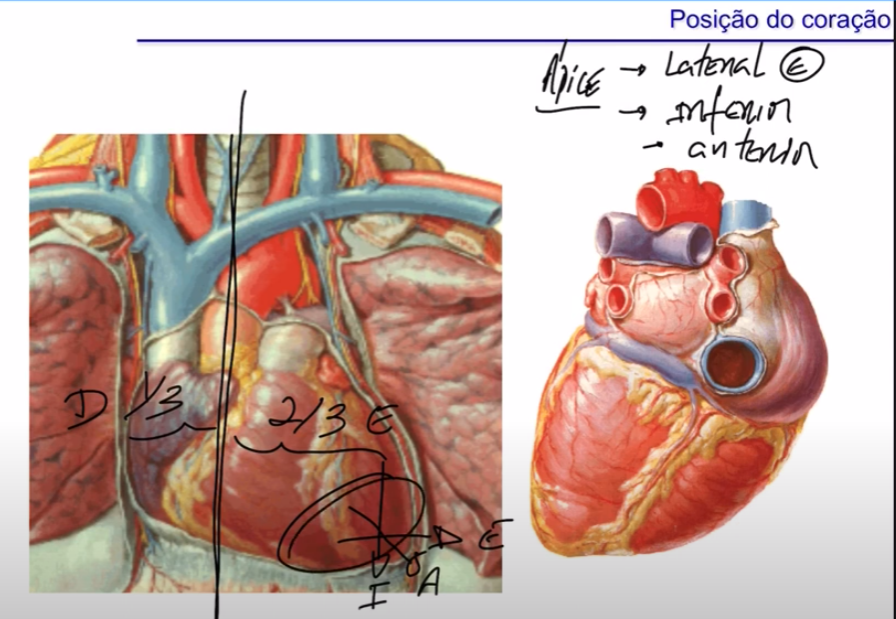 Posição do coração
Ápice → Lateral E
→ Inferior
- anterior
D 1/3 2/3 E
D E
I A